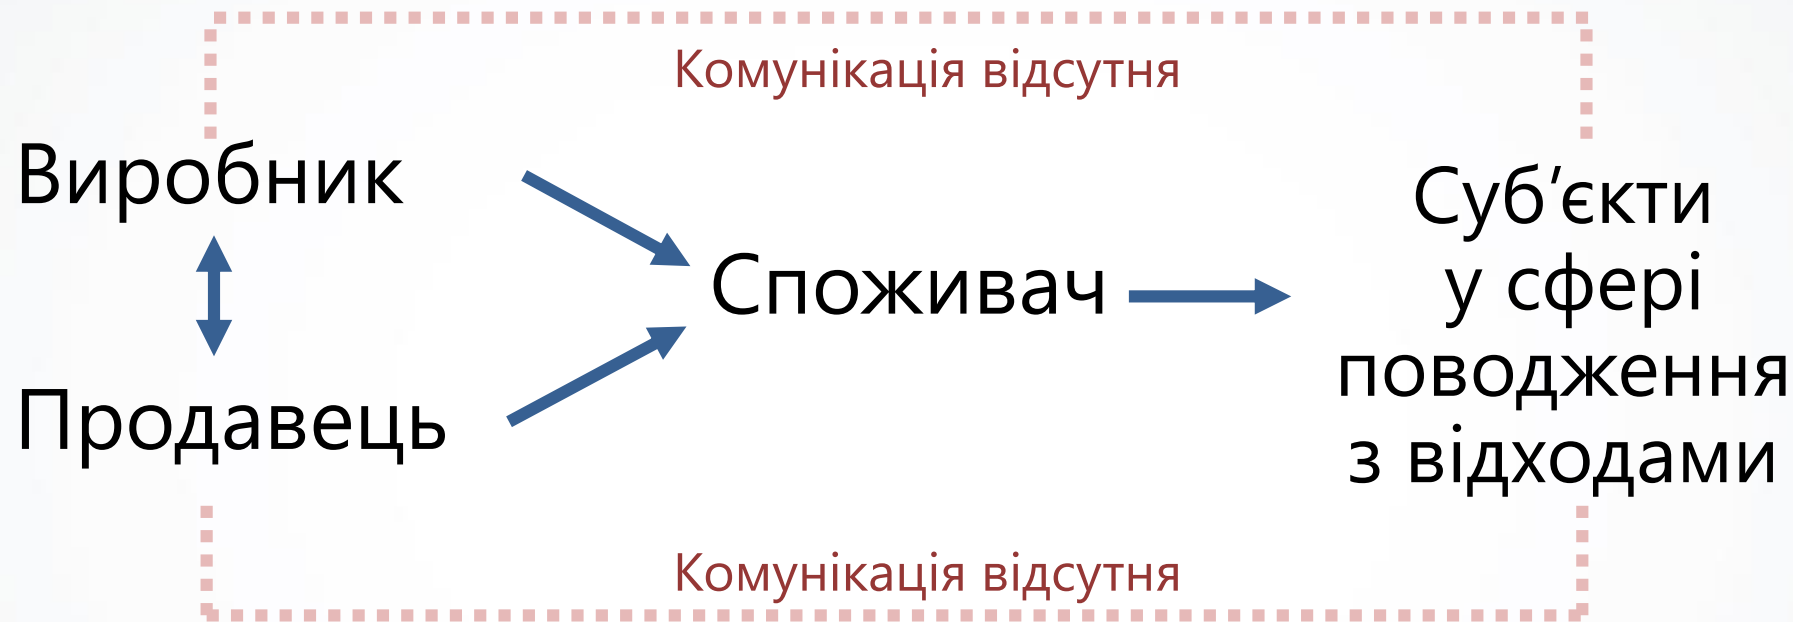 Комунікація відсутня
Виробник
Суб’єкти
у сфері
поводження
з відходами
Споживач
Продавець
Комунікація відсутня